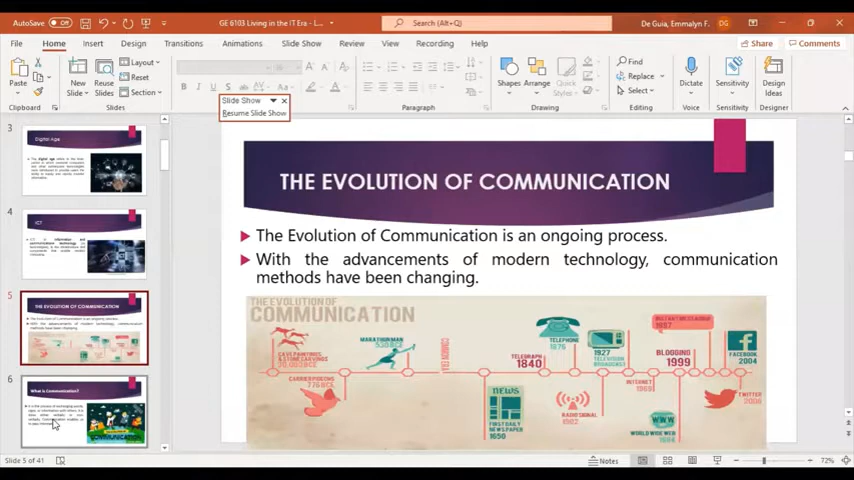 AutoSave Off GE 6103 Living in the IT Era - L... Search (Alt+Q) De Guia, Emmalyn F. DG
File Home Insert Design Transitions Animations Slide Show Review View Recording Help Share Comments
Paste New Slide Reuse Slides Layout Reset Section Shapes Arrange Quick Styles Find Replace Select Dictate Sensitivity Design Ideas
Clipboard Slides Paragraph Drawing Editing Voice Sensitivity Designer
Slide Show
Resume Slide Show
3
Digital Age
4
ICT
5
THE EVOLUTION OF COMMUNICATION
6
What is Communication?
THE EVOLUTION OF COMMUNICATION
The Evolution of Communication is an ongoing process.
With the advancements of modern technology, communication
methods have been changing.
THE EVOLUTION OF
COMMUNICATION
CAVE PAINTINGS
& STONE CARVINGS
CARRIER PIGEONS
MARATHON MAN
COMMON ERA
NEWS
FIRST DAILY
NEWSPAPER
1650
TELEGRAPH
1840
TELEPHONE
1876
RADIO SIGNAL
1927
TELEVISION
BROADCAST
INTERNET
1969
WWW
WORLD WIDE WEB
INSTANT MESSAGING
1997
BLOGGING
1999
FACEBOOK
2004
TWITTER
2006
Slide 5 of 41 Notes 72%